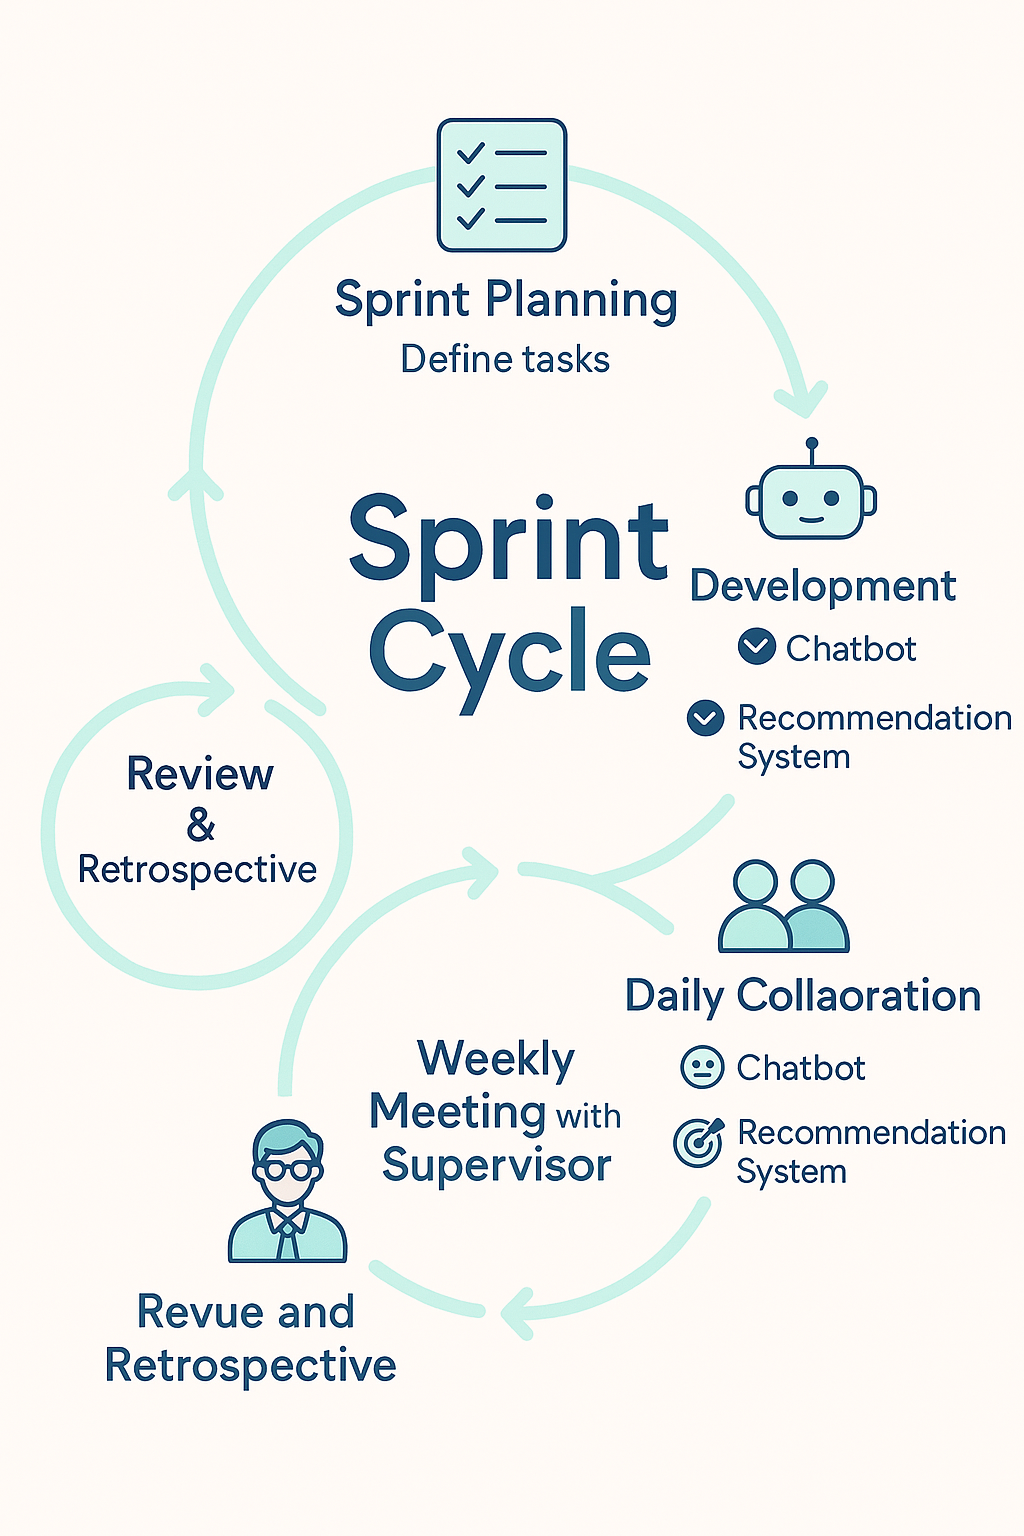 Sprint Planning
Define tasks
Sprint
Cycle
Development
Chatbot
Recommendation
System
Review
&
Retrospective
Daily Collaoration
Chatbot
Recommendation
System
Weekly
Meeting with
Supervisor
Revue and
Retrospective